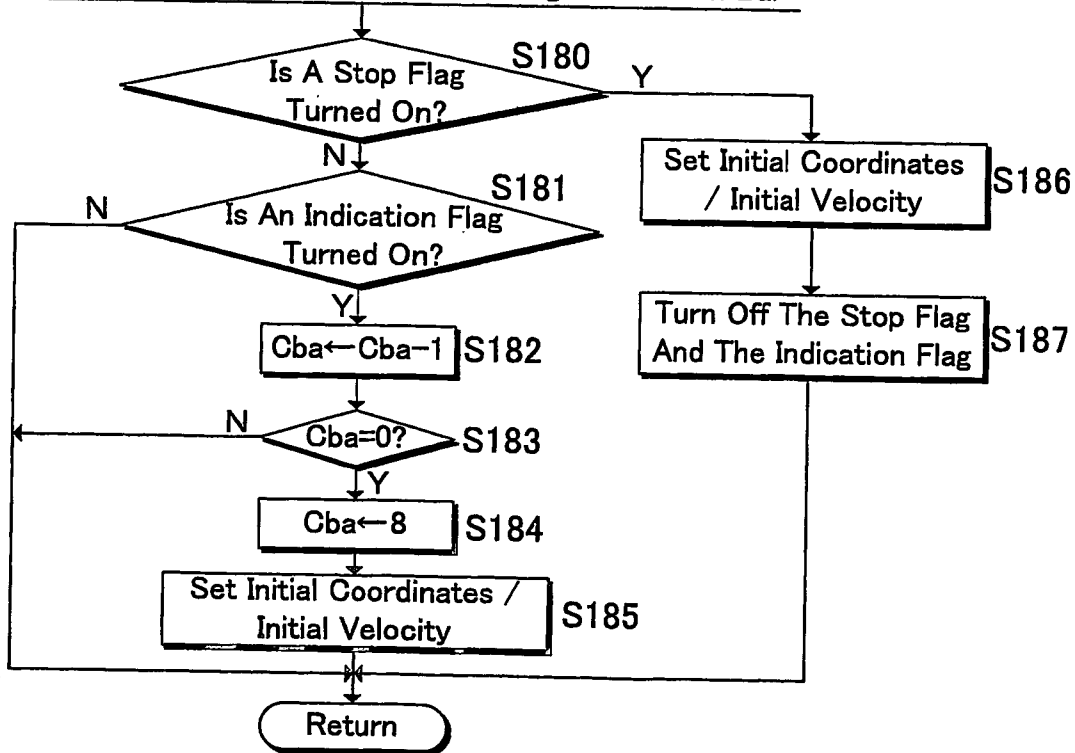 S180
Is A Stop Flag
Turned On?
Y
N
S181
Is An Indication Flag
Turned On?
N
Y
Cba←Cba-1
S182
Cba=0?
S183
N
Y
Cba←8
S184
Set Initial Coordinates /
Initial Velocity
S185
Set Initial Coordinates
/ Initial Velocity
S186
Turn Off The Stop Flag
And The Indication Flag
S187
Return